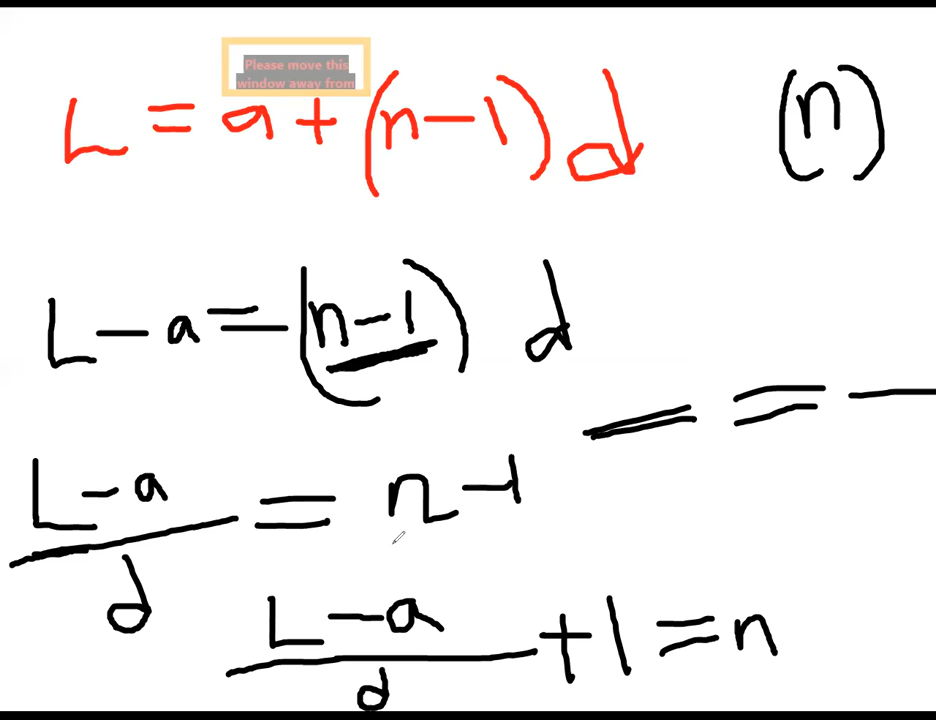 Please move this
window away from
L = a + (n - 1) d
(n)
L - a = (n - 1) d
L - a / d = n - 1
L - a / d + 1 = n